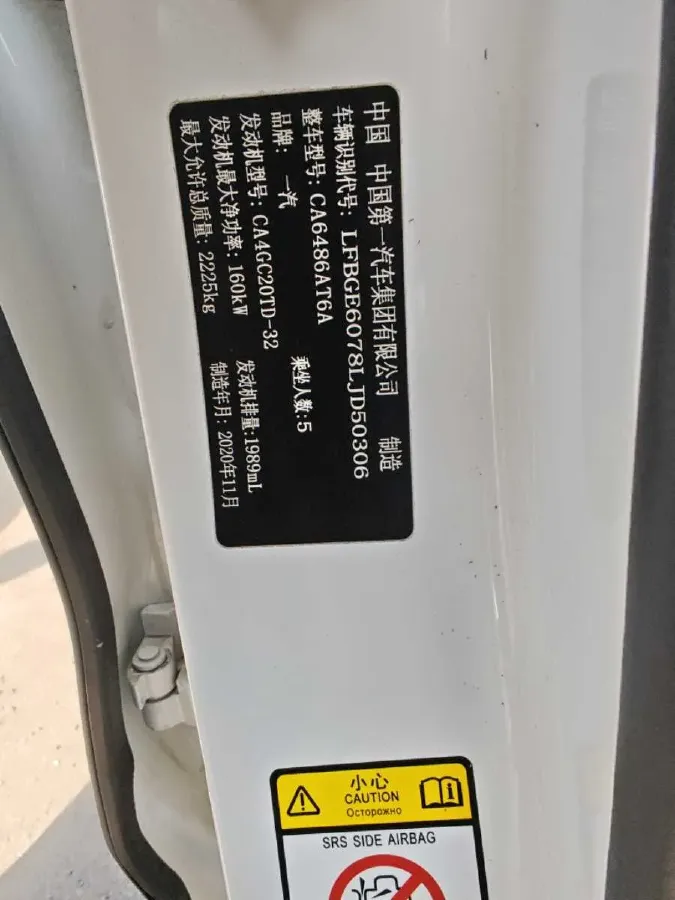 中国 中国第一汽车集团有限公司 制造
车辆识别代号: LFBGE6078LJD50306
整车型号: CA6486AT6A 乘坐人数:5
品牌: 一汽
发动机型号: CA4GC20TD-32
发动机最大净功率: 160kW 发动机排量:1989mL
最大允许总质量: 2225kg 制造年月: 2020年11月
小心
CAUTION
Осторожно
SRS SIDE AIRBAG